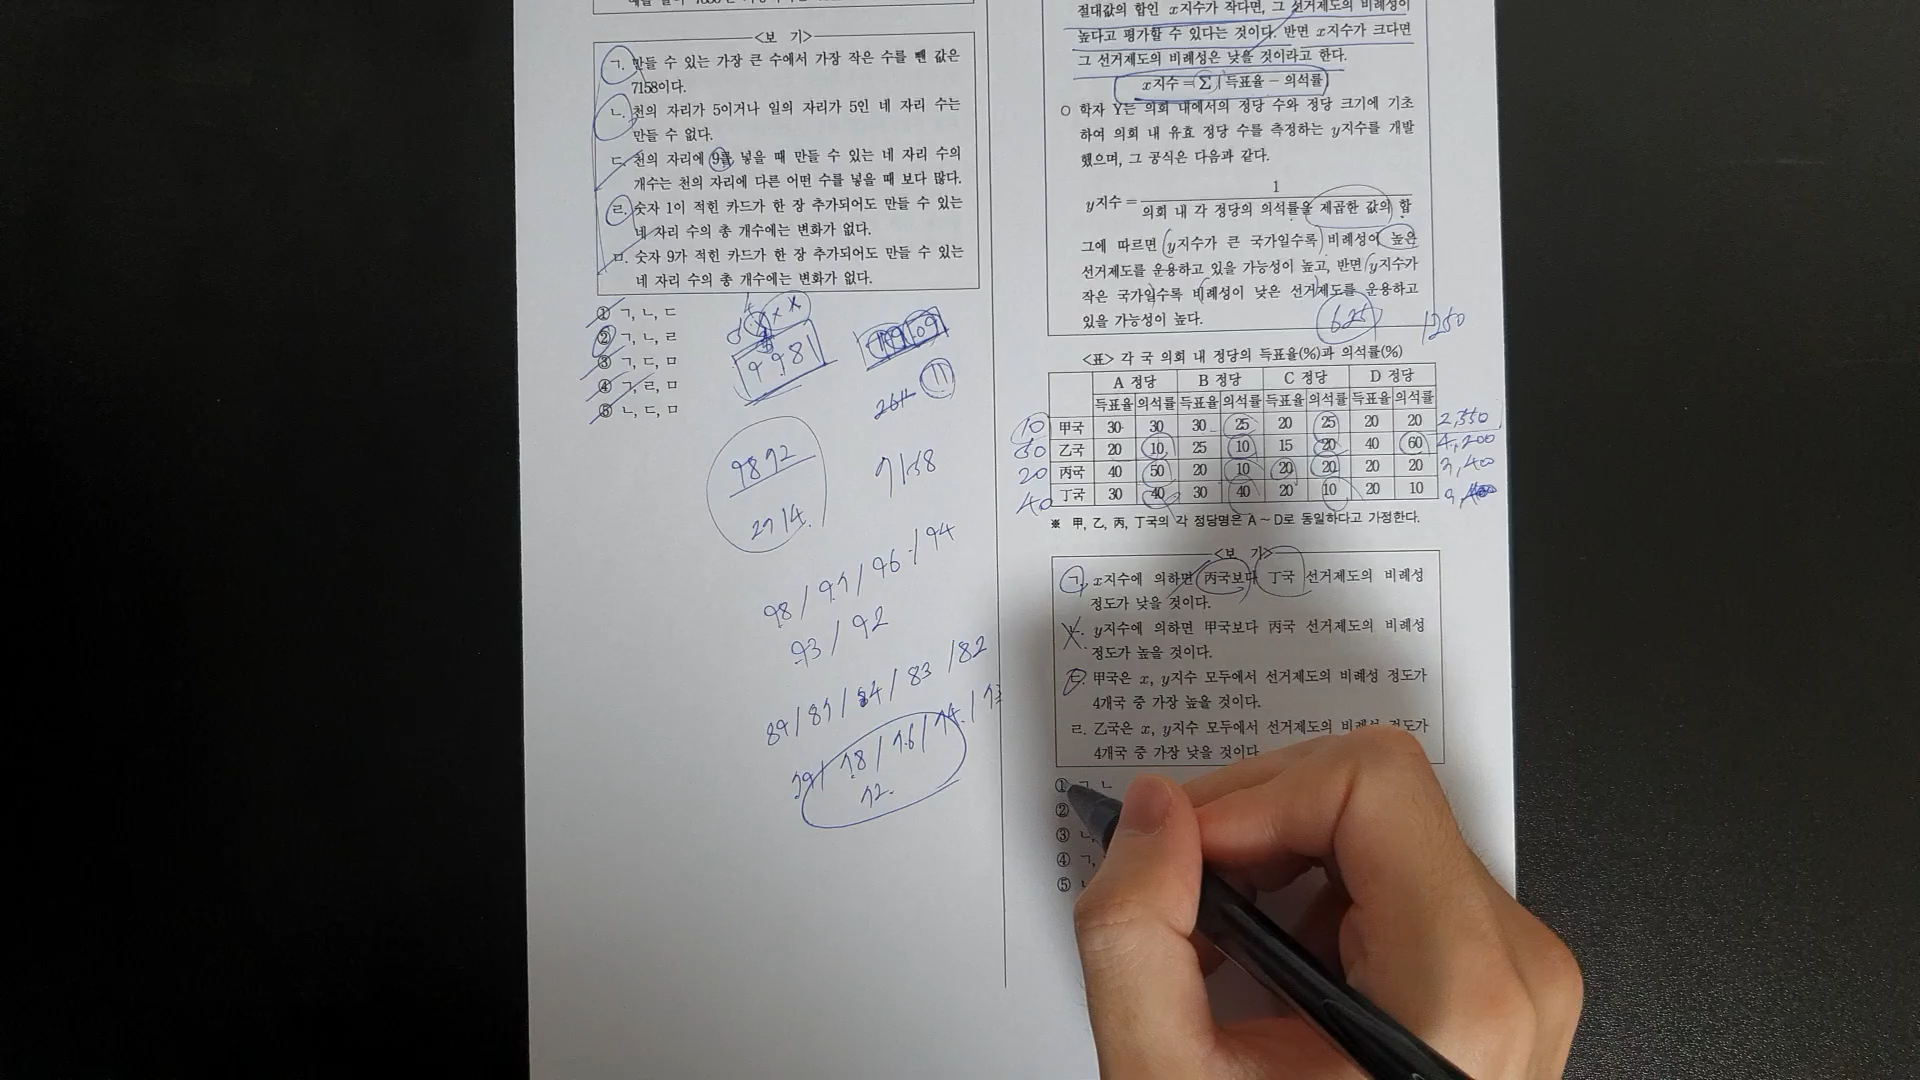 <보 기>
ㄱ. 만들 수 있는 가장 큰 수에서 가장 작은 수를 뺀 값은
7158이다.
ㄴ. 천의 자리가 5이거나 일의 자리가 5인 네 자리 수는
만들 수 없다.
ㄷ. 천의 자리에 9를 넣을 때 만들 수 있는 네 자리 수의
개수는 천의 자리에 다른 어떤 수를 넣을 때 보다 많다.
ㄹ. 숫자 1이 적힌 카드가 한 장 추가되어도 만들 수 있는
네 자리 수의 총 개수에는 변화가 없다.
ㅁ. 숫자 9가 적힌 카드가 한 장 추가되어도 만들 수 있는
네 자리 수의 총 개수에는 변화가 없다.
① ㄱ, ㄴ, ㄷ
② ㄱ, ㄴ, ㄹ
③ ㄱ, ㄷ, ㅁ
④ ㄱ, ㄹ, ㅁ
⑤ ㄴ, ㄷ, ㅁ
9981
11
9872
2714
7158
98 / 97 / 96 / 94
93 / 92
89 / 87 / 84 / 83 / 82
79 / 78 / 76 / 74 /
72
절대값의 합인 x지수가 작다면, 그 선거제도의 비례성이
높다고 평가할 수 있다는 것이다. 반면 x지수가 크다면
그 선거제도의 비례성은 낮을 것이라고 한다.
x지수 = Σ | 득표율 - 의석률 |
○ 학자 Y는 의회 내에서의 정당 수와 정당 크기에 기초
하여 의회 내 유효 정당 수를 측정하는 y지수를 개발
했으며, 그 공식은 다음과 같다.
y지수 = 1
의회 내 각 정당의 의석률을 제곱한 값의 합
그에 따르면 y지수가 큰 국가일수록 비례성이 높은
선거제도를 운용하고 있을 가능성이 높고, 반면 y지수가
작은 국가일수록 비례성이 낮은 선거제도를 운용하고
있을 가능성이 높다.
625 1250
<표> 각 국 의회 내 정당의 득표율(%)과 의석률(%)
A 정당 B 정당 C 정당 D 정당
득표율 의석률 득표율 의석률 득표율 의석률 득표율 의석률
10 甲국 30 30 30 25 20 25 20 20 2,550
50 乙국 20 10 25 10 15 20 40 60 4,200
20 丙국 40 50 20 10 20 20 20 20 3,400
40 丁국 30 40 30 40 20 10 20 10
※ 甲, 乙, 丙, 丁국의 각 정당명은 A ~ D로 동일하다고 가정한다.
<보 기>
ㄱ. x지수에 의하면 丙국보다 丁국 선거제도의 비례성
정도가 낮을 것이다.
ㄴ. y지수에 의하면 甲국보다 丙국 선거제도의 비례성
정도가 높을 것이다.
ㄷ. 甲국은 x, y지수 모두에서 선거제도의 비례성 정도가
4개국 중 가장 높을 것이다.
ㄹ. 乙국은 x, y지수 모두에서 선거제도의 비례성 정도가
4개국 중 가장 낮을 것이다.
① ㄱ, ㄴ
②
③ ㄴ,
④ ㄱ,
⑤